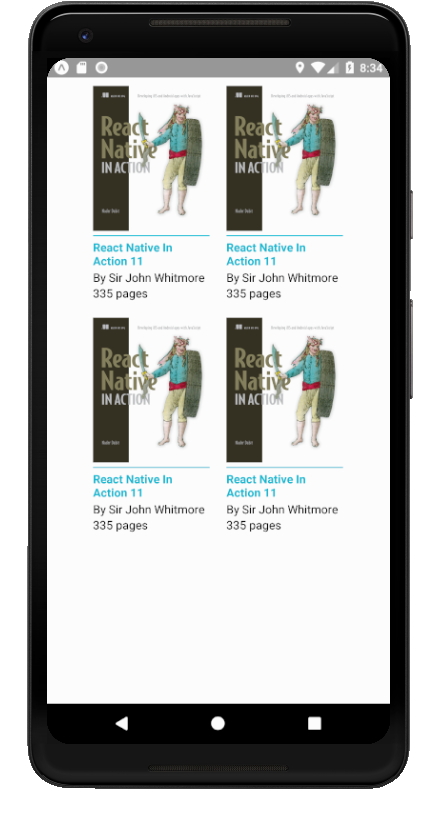 8:34
MANNING
React
Native
IN ACTION
MANNING
React
Native
IN ACTION
React Native In
Action 11
By Sir John Whitmore
335 pages
React Native In
Action 11
By Sir John Whitmore
335 pages
React
Native
IN ACTION
React
Native
IN ACTION
React Native In
Action 11
By Sir John Whitmore
335 pages
React Native In
Action 11
By Sir John Whitmore
335 pages